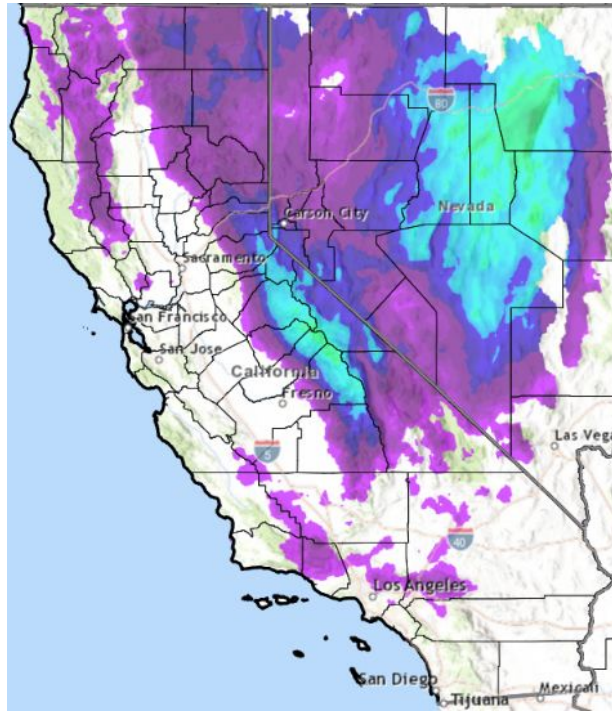 80
Nevada
Carson City
Sacramento
San Francisco
San Jose
California
Fresno
5
Las Vega
40
Los Angeles
San Diego
Tijuana
Mexicali